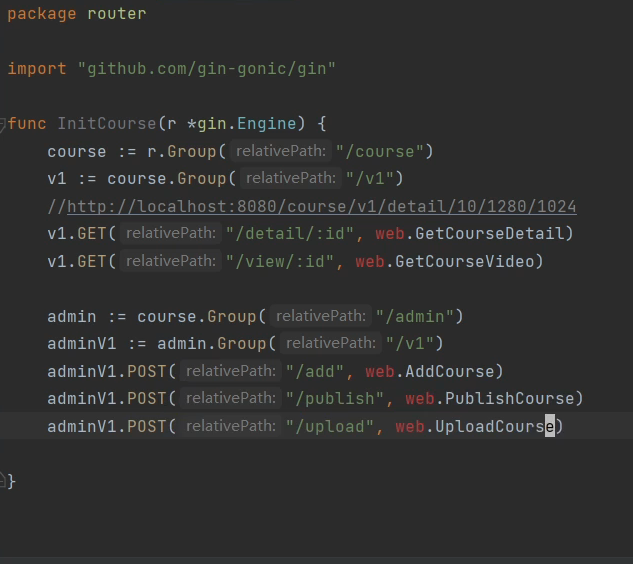 package router
import "github.com/gin-gonic/gin"
func InitCourse(r *gin.Engine) {
course := r.Group( relativePath: "/course")
v1 := course.Group( relativePath: "/v1")
//http://localhost:8080/course/v1/detail/10/1280/1024
v1.GET( relativePath: "/detail/:id", web.GetCourseDetail)
v1.GET( relativePath: "/view/:id", web.GetCourseVideo)
admin := course.Group( relativePath: "/admin")
adminV1 := admin.Group( relativePath: "/v1")
adminV1.POST( relativePath: "/add", web.AddCourse)
adminV1.POST( relativePath: "/publish", web.PublishCourse)
adminV1.POST( relativePath: "/upload", web.UploadCourse)
}